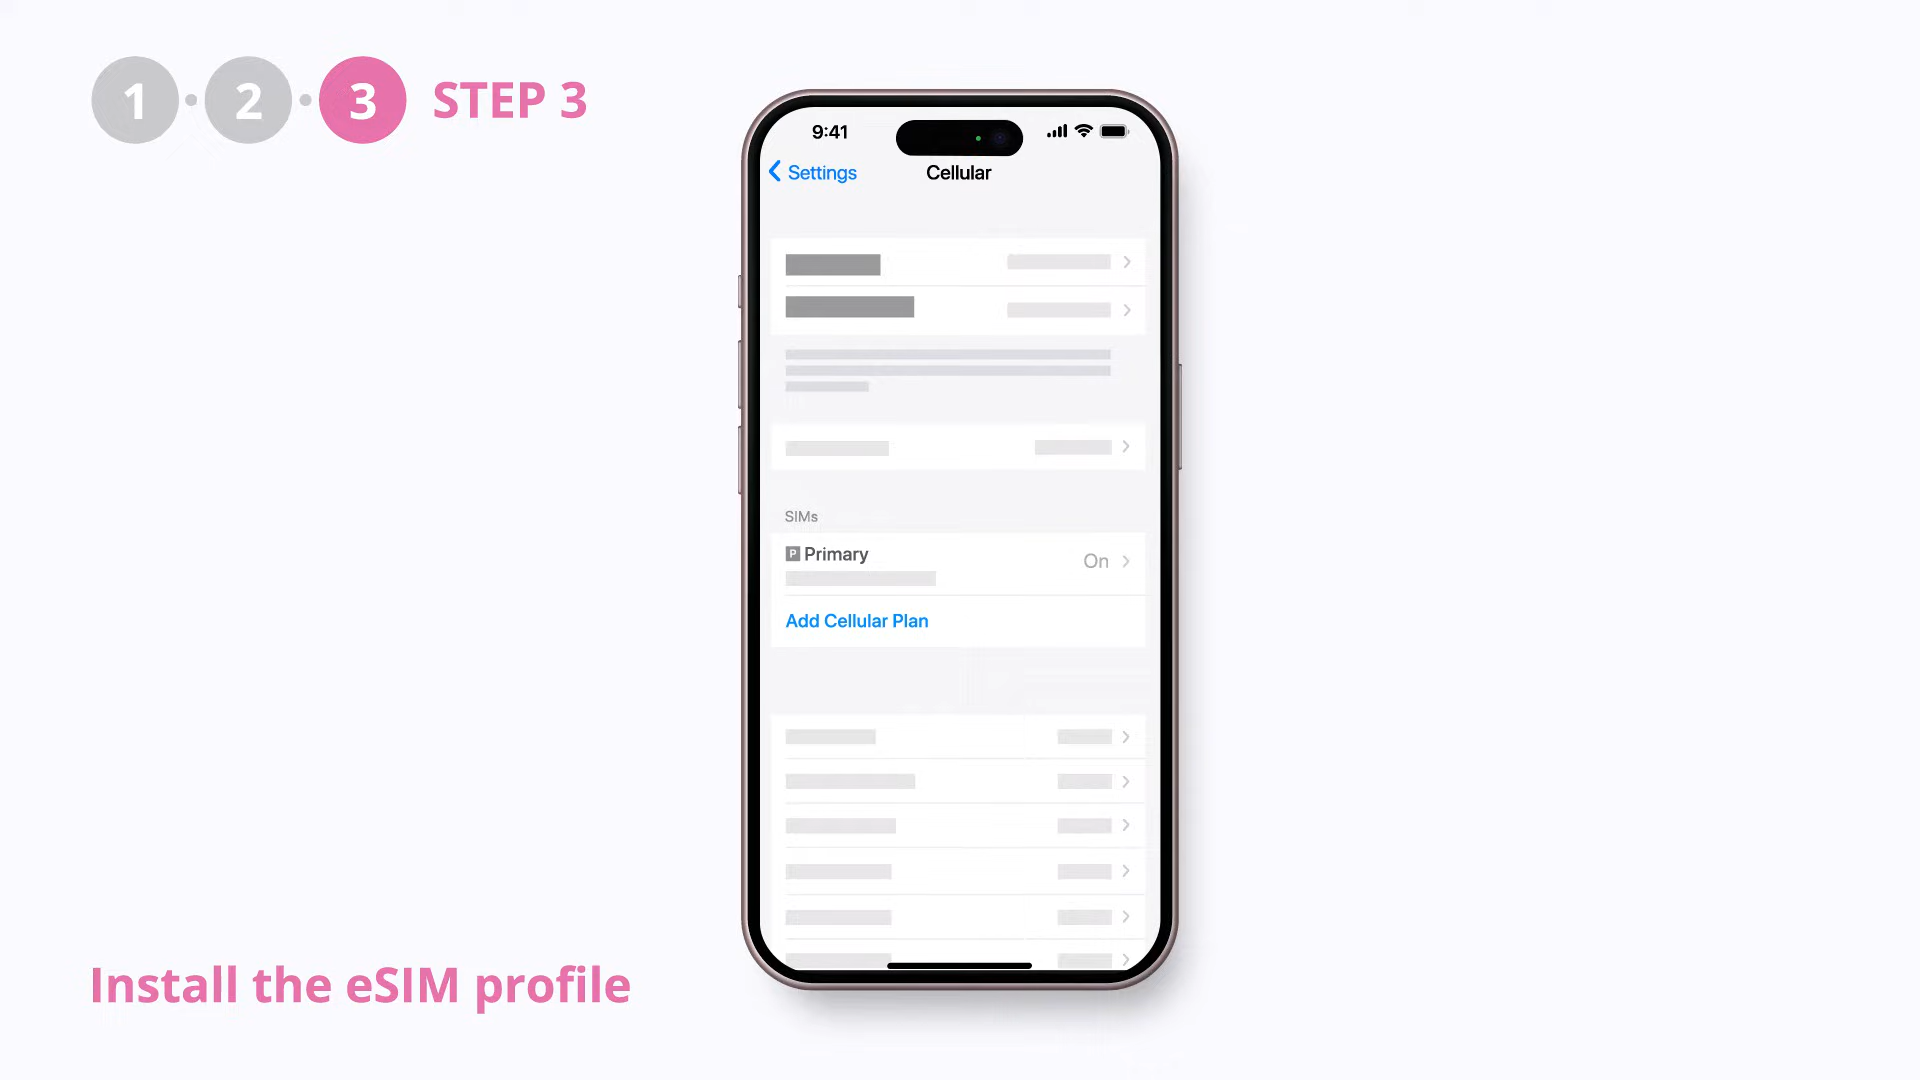 1 2 3 STEP 3
9:41
Settings Cellular
SIMs
P Primary On
Add Cellular Plan
Install the eSIM profile